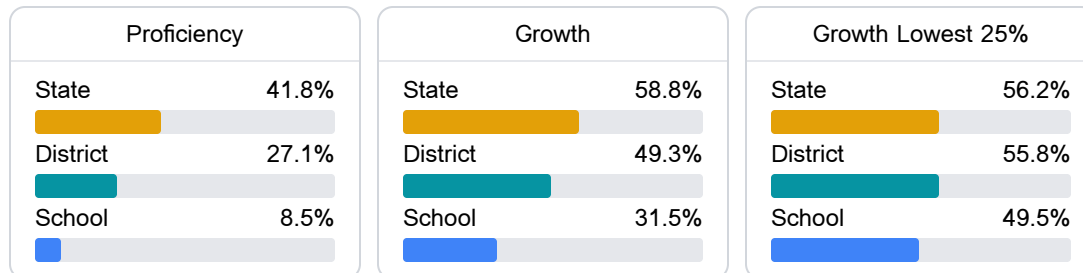 Proficiency
State 41.8%
District 27.1%
School 8.5%
Growth
State 58.8%
District 49.3%
School 31.5%
Growth Lowest 25%
State 56.2%
District 55.8%
School 49.5%